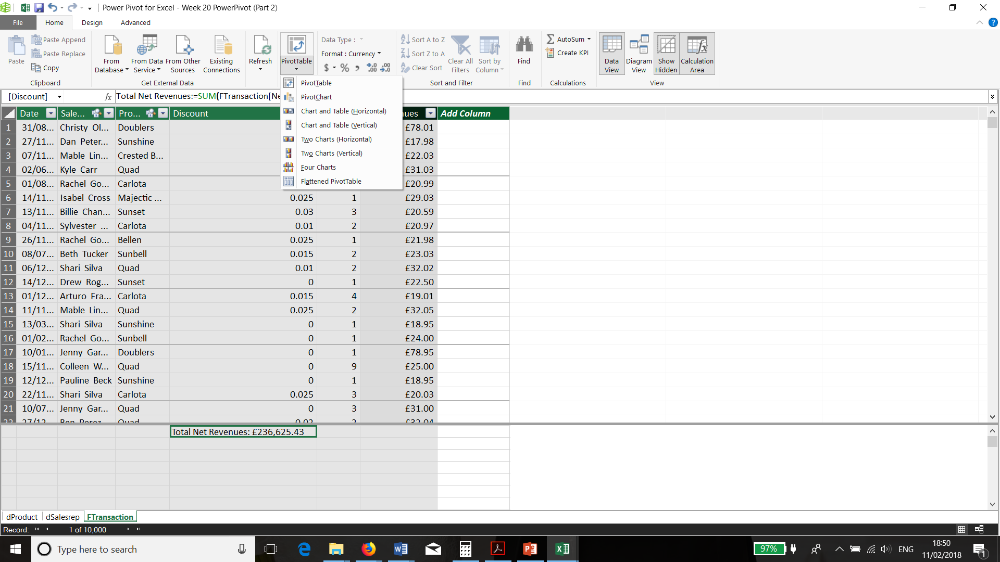 Power Pivot for Excel - Week 20 PowerPivot (Part 2)
File Home Design Advanced
Paste
Paste Append
Paste Replace
Copy
Clipboard
From Database
From Data Service
From Other Sources
Existing Connections
Get External Data
Refresh
PivotTable
Data Type :
Format : Currency
$ % , .00 .00
Sort A to Z
Sort Z to A
Clear Sort
Clear All Filters
Sort by Column
Sort and Filter
Find
Find
AutoSum
Create KPI
Calculations
Data View
Diagram View
Show Hidden
Calculation Area
View
PivotTable
PivotChart
Chart and Table (Horizontal)
Chart and Table (Vertical)
Two Charts (Horizontal)
Two Charts (Vertical)
Four Charts
Flattened PivotTable
[Discount] fx Total Net Revenues:=SUM(FTransaction[Ne
Date Sale... Pro... Discount ues Add Column
1 31/08... Christy Ol... Doublers £78.01
2 27/11... Dan Peter... Sunshine £17.98
3 07/11... Mable Lin... Crested B... £22.03
4 02/06... Kyle Carr Quad £31.03
5 01/08... Rachel Go... Carlota £20.99
6 14/11... Isabel Cross Majectic ... 0.025 1 £29.03
7 13/11... Billie Chan... Sunset 0.03 3 £20.59
8 04/11... Sylvester ... Carlota 0.01 2 £20.97
9 26/11... Rachel Go... Bellen 0.025 1 £21.98
10 08/07... Beth Tucker Sunbell 0.015 2 £23.03
11 06/12... Shari Silva Quad 0.01 2 £32.02
12 14/12... Drew Rog... Sunset 0 1 £22.50
13 01/12... Arturo Fra... Carlota 0.015 4 £19.01
14 11/11... Mable Lin... Quad 0.025 2 £32.05
15 13/03... Shari Silva Sunshine 0 1 £18.95
16 01/02... Rachel Go... Sunbell 0 1 £24.00
17 10/01... Jenny Gar... Doublers 0 1 £78.95
18 15/11... Colleen W... Quad 0 9 £25.00
19 12/12... Pauline Beck Sunshine 0 1 £18.95
20 22/11... Shari Silva Carlota 0.025 3 £20.03
21 10/07... Jenny Gar... Quad 0 3 £31.00
22 27/12... Ben Perez Quad 0.02 2 £32.04
Total Net Revenues: £236,625.43
dProduct dSalesrep FTransaction
Record: 1 of 10,000
Type here to search
97% ENG
18:50
11/02/2018
1